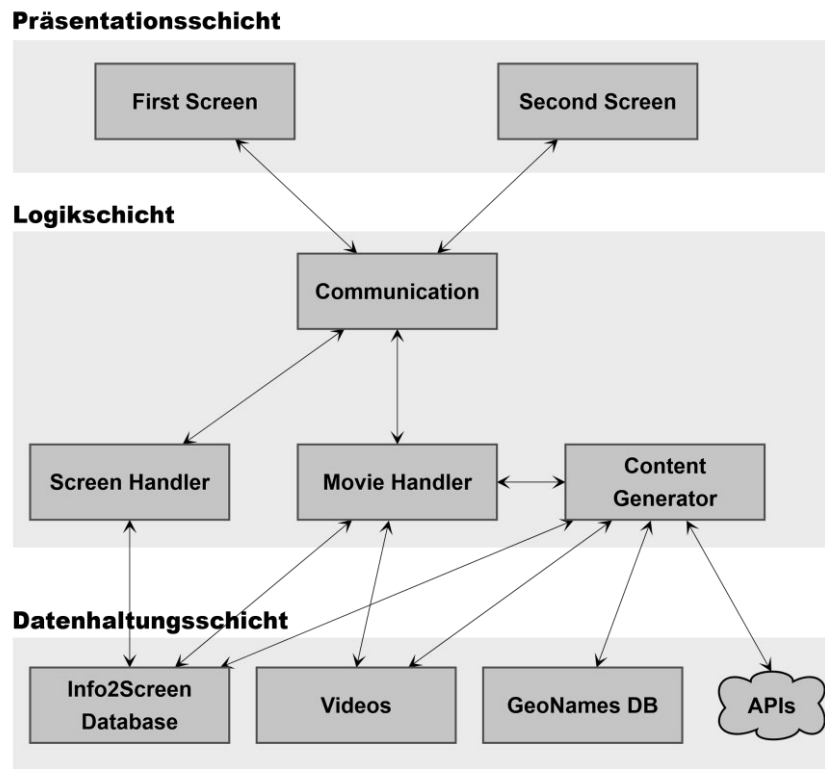 Präsentationsschicht
First Screen
Second Screen
Logikschicht
Communication
Screen Handler
Movie Handler
Content
Generator
Datenhaltungsschicht
Info2Screen
Database
Videos
GeoNames DB
APIs